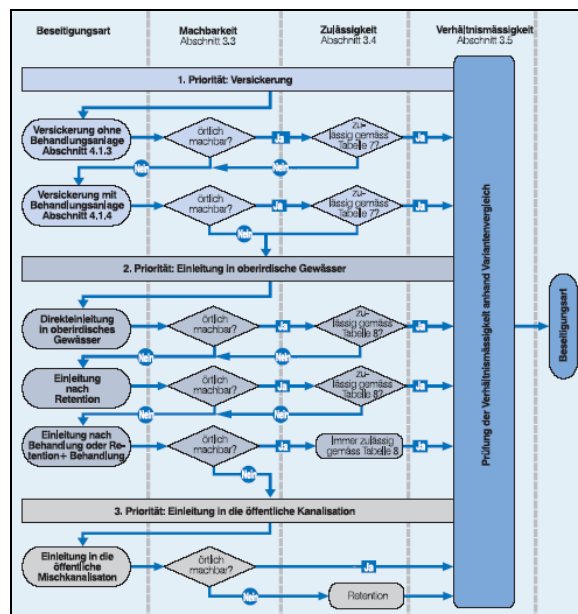 Beseitigungsart
Machbarkeit
Abschnitt 3.3
Zulässigkeit
Abschnitt 3.4
Verhältnismässigkeit
Abschnitt 3.5
1. Priorität: Versickerung
Versickerung ohne
Behandlungsanlage
Abschnitt 4.1.3
örtlich
machbar?
Ja
zu-
lässig gemäss
Tabelle 7?
Ja
Nein
Nein
Versickerung mit
Behandlungsanlage
Abschnitt 4.1.4
örtlich
machbar?
Ja
zu-
lässig gemäss
Tabelle 7?
Ja
Nein
2. Priorität: Einleitung in oberirdische Gewässer
Direkteinleitung
in oberirdisches
Gewässer
örtlich
machbar?
Ja
zu-
lässig gemäss
Tabelle 8?
Ja
Nein
Nein
Einleitung
nach
Retention
örtlich
machbar?
Ja
zu-
lässig gemäss
Tabelle 8?
Ja
Nein
Nein
Einleitung nach
Behandlung oder Re-
tention+ Behandlung
örtlich
machbar?
Ja
Immer zulässig
gemäss Tabelle 8
Ja
Nein
3. Priorität: Einleitung in die öffentliche Kanalisation
Einleitung in die
öffentliche
Mischkanalisaton
örtlich
machbar?
Ja
Nein
Retention
Prüfung der Verhältnismässigkeit anhand Variantenvergleich
Beseitigungsart